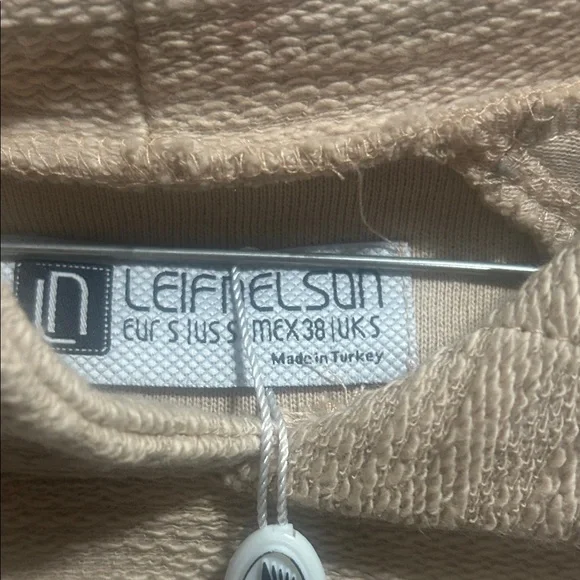 LN
LEIFNELSON
EUR S | US S | MEX 38 | UK S
Made in Turkey